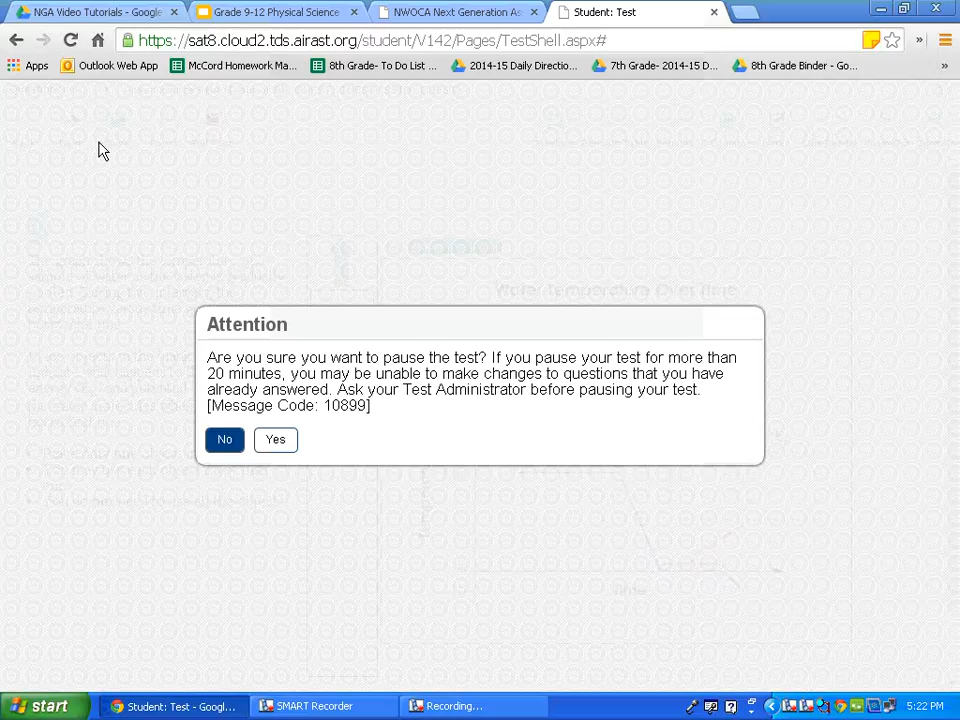 NGA Video Tutorials - Google
Grade 9-12 Physical Science
NWOCA Next Generation As
Student: Test
https://sat8.cloud2.tds.airast.org/student/V142/Pages/TestShell.aspx#
Apps
Outlook Web App
McCord Homework Ma...
8th Grade- To Do List ...
2014-15 Daily Directio...
7th Grade- 2014-15 D...
8th Grade Binder - Go...
Water Temperature Over Time
Attention
Are you sure you want to pause the test? If you pause your test for more than
20 minutes, you may be unable to make changes to questions that you have
already answered. Ask your Test Administrator before pausing your test.
[Message Code: 10899]
No
Yes
Time
start
Student: Test - Googl...
SMART Recorder
Recording...
5:22 PM